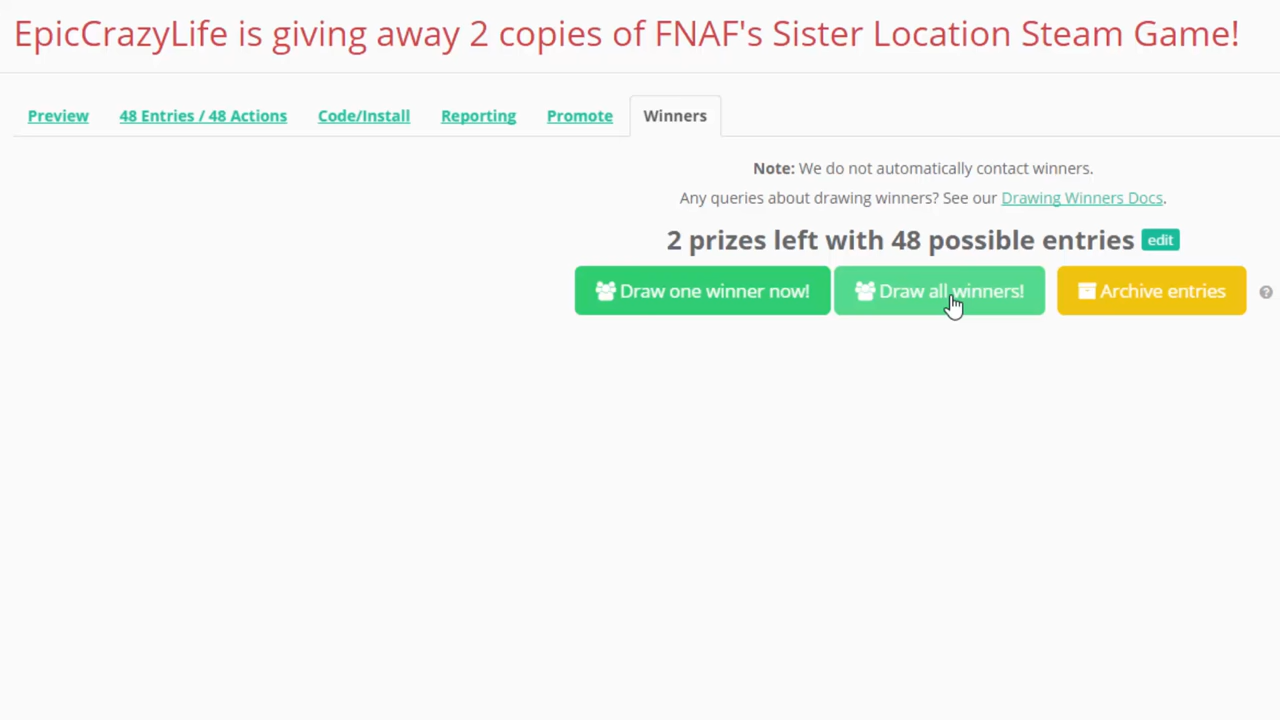 EpicCrazyLife is giving away 2 copies of FNAF's Sister Location Steam Game!
Preview 48 Entries / 48 Actions Code/Install Reporting Promote Winners
Note: We do not automatically contact winners.
Any queries about drawing winners? See our Drawing Winners Docs.
2 prizes left with 48 possible entries edit
Draw one winner now! Draw all winners! Archive entries ?